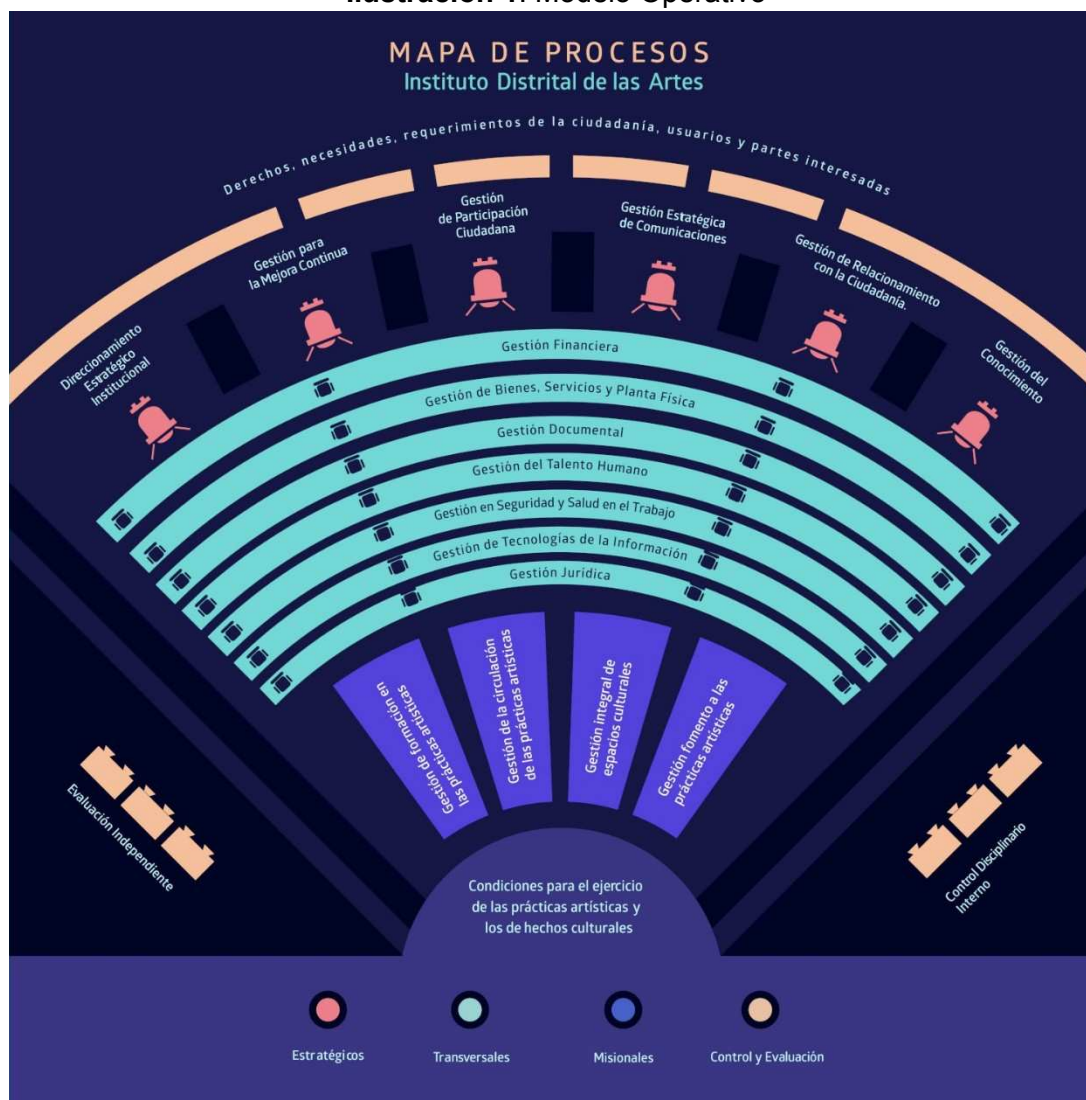 Ilustración 1. Modelo Operativo
MAPA DE PROCESOS
Instituto Distrital de las Artes
Derechos, necesidades, requerimientos de la ciudadanía, usuarios y partes interesadas
Direccionamiento
Estratégico
Institucional
Gestión para
la Mejora Continua
Gestión
de Participación
Ciudadana
Gestión Estratégica
de Comunicaciones
Gestión de Relacionamiento
con la Ciudadanía.
Gestión del
Conocimiento
Gestión Financiera
Gestión de Bienes, Servicios y Planta Física
Gestión Documental
Gestión del Talento Humano
Gestión en Seguridad y Salud en el Trabajo
Gestión de Tecnologías de la Información
Gestión Jurídica
Gestión de formación en
las prácticas artísticas
Gestión de la circulación
de las prácticas artísticas
Gestión integral de
espacios culturales
Gestión fomento a las
prácticas artísticas
Evaluación Independiente
Control Disciplinario
Interno
Condiciones para el ejercicio
de las prácticas artísticas y
los de hechos culturales
Estratégicos
Transversales
Misionales
Control y Evaluación